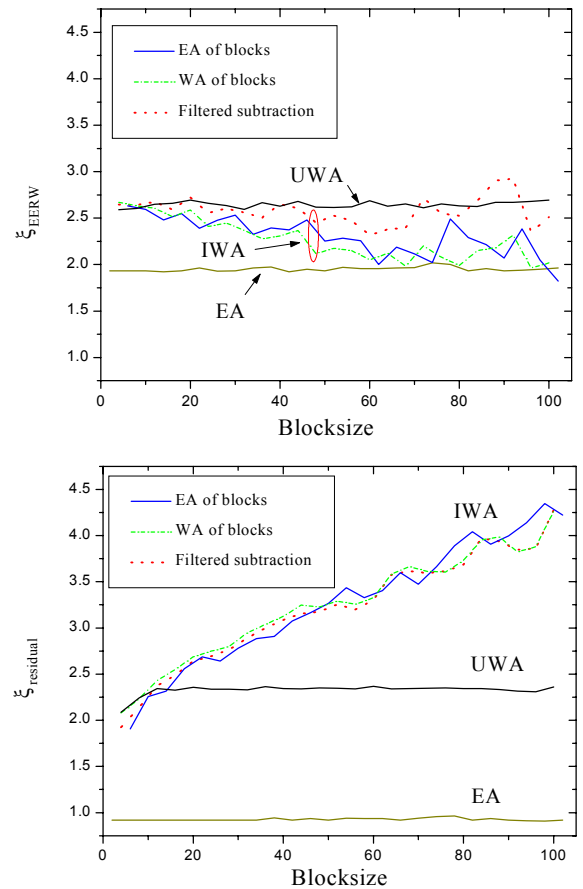 4.5
4.0
3.5
3.0
2.5
2.0
1.5
1.0
ξEERW
EA of blocks
WA of blocks
Filtered subtraction
UWA
IWA
EA
0 20 40 60 80 100
Blocksize
4.5
4.0
3.5
3.0
2.5
2.0
1.5
1.0
ξresidual
EA of blocks
WA of blocks
Filtered subtraction
IWA
UWA
EA
0 20 40 60 80 100
Blocksize